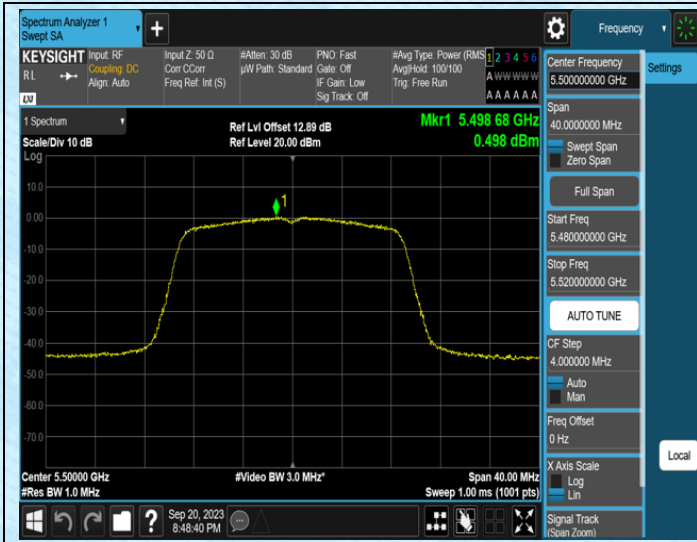 Spectrum Analyzer 1
Swept SA
Frequency
KEYSIGHT
RL
Input: RF
Coupling: DC
Align: Auto
Input Z: 50 Ω
Corr CCorr
Freq Ref: Int (S)
#Atten: 30 dB
µW Path: Standard
PNO: Fast
Gate: Off
IF Gain: Low
Sig Track: Off
#Avg Type: Power (RMS
Avg|Hold: 100/100
Trig: Free Run
1 2 3 4 5 6
A W W W W W
A A A A A A
1 Spectrum
Scale/Div 10 dB
Ref Lvl Offset 12.89 dB
Ref Level 20.00 dBm
Mkr1 5.498 68 GHz
0.498 dBm
Log
10.0
0.00
-10.0
-20.0
-30.0
-40.0
-50.0
-60.0
-70.0
1
Center 5.50000 GHz
#Res BW 1.0 MHz
#Video BW 3.0 MHz*
Span 40.00 MHz
Sweep 1.00 ms (1001 pts)
Sep 20, 2023
8:48:40 PM
Center Frequency
5.500000000 GHz
Span
40.0000000 MHz
Swept Span
Zero Span
Full Span
Start Freq
5.480000000 GHz
Stop Freq
5.520000000 GHz
AUTO TUNE
CF Step
4.000000 MHz
Auto
Man
Freq Offset
0 Hz
X Axis Scale
Log
Lin
Signal Track
(Span Zoom)
Settings
Local